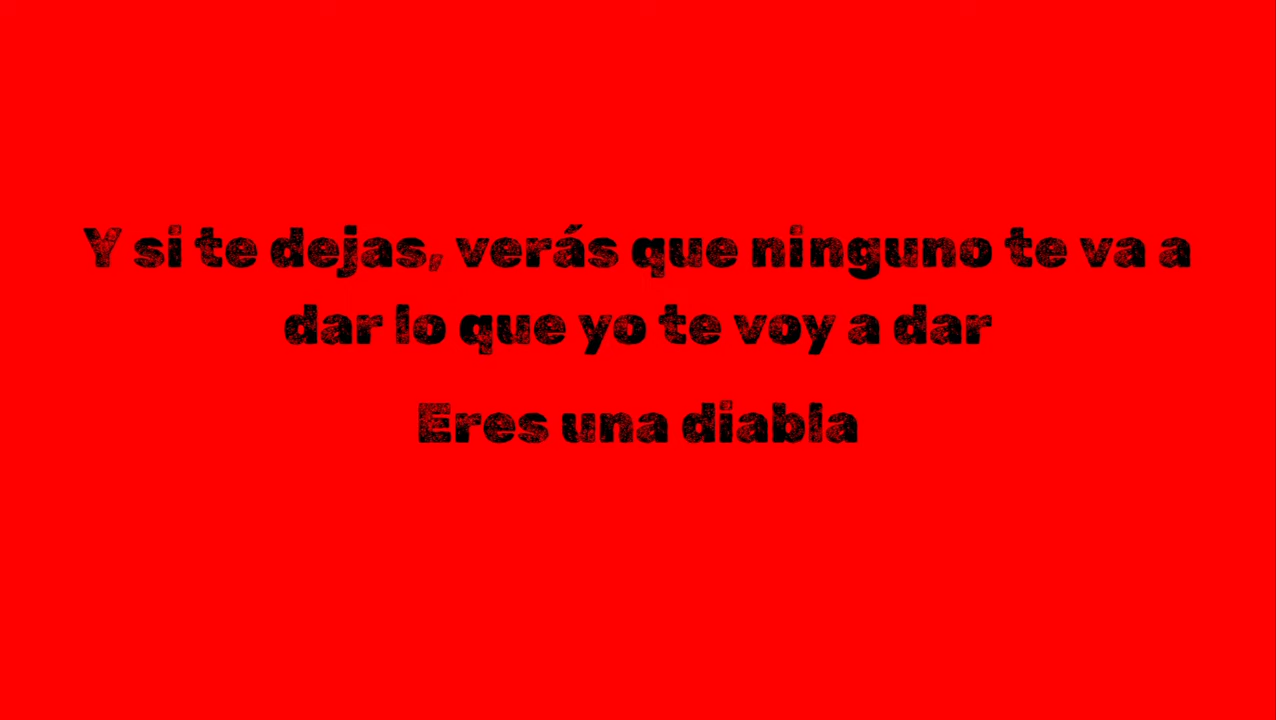 Y si te dejas, verás que ninguno te va a
dar lo que yo te voy a dar
Eres una diabla